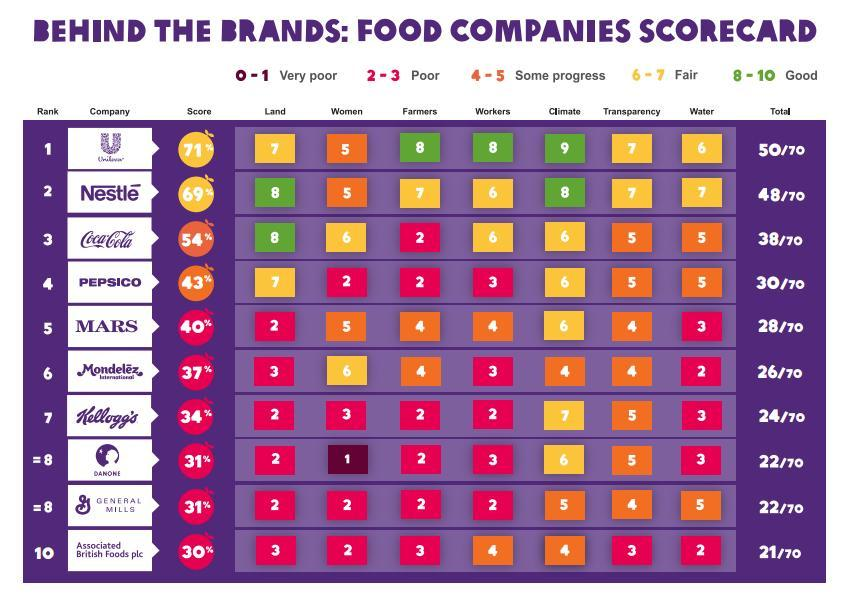 BEHIND THE BRANDS: FOOD COMPANIES SCORECARD
0 - 1 Very poor 2 - 3 Poor 4 - 5 Some progress 6 - 7 Fair 8 - 10 Good
Rank Company Score Land Women Farmers Workers Climate Transparency Water Total
1 Unilever 71% 7 5 8 8 9 7 6 50/70
2 Nestlé 69% 8 5 7 6 8 7 7 48/70
3 Coca-Cola 54% 8 6 2 6 6 5 5 38/70
4 PEPSICO 43% 7 2 2 3 6 5 5 30/70
5 MARS 40% 2 5 4 4 6 4 3 28/70
6 Mondelēz International 37% 3 6 4 3 4 4 2 26/70
7 Kellogg's 34% 2 3 2 2 7 5 3 24/70
=8 DANONE 31% 2 1 2 3 6 5 3 22/70
=8 G GENERAL MILLS 31% 2 2 2 2 5 4 5 22/70
10 Associated British Foods plc 30% 3 2 3 4 4 3 2 21/70